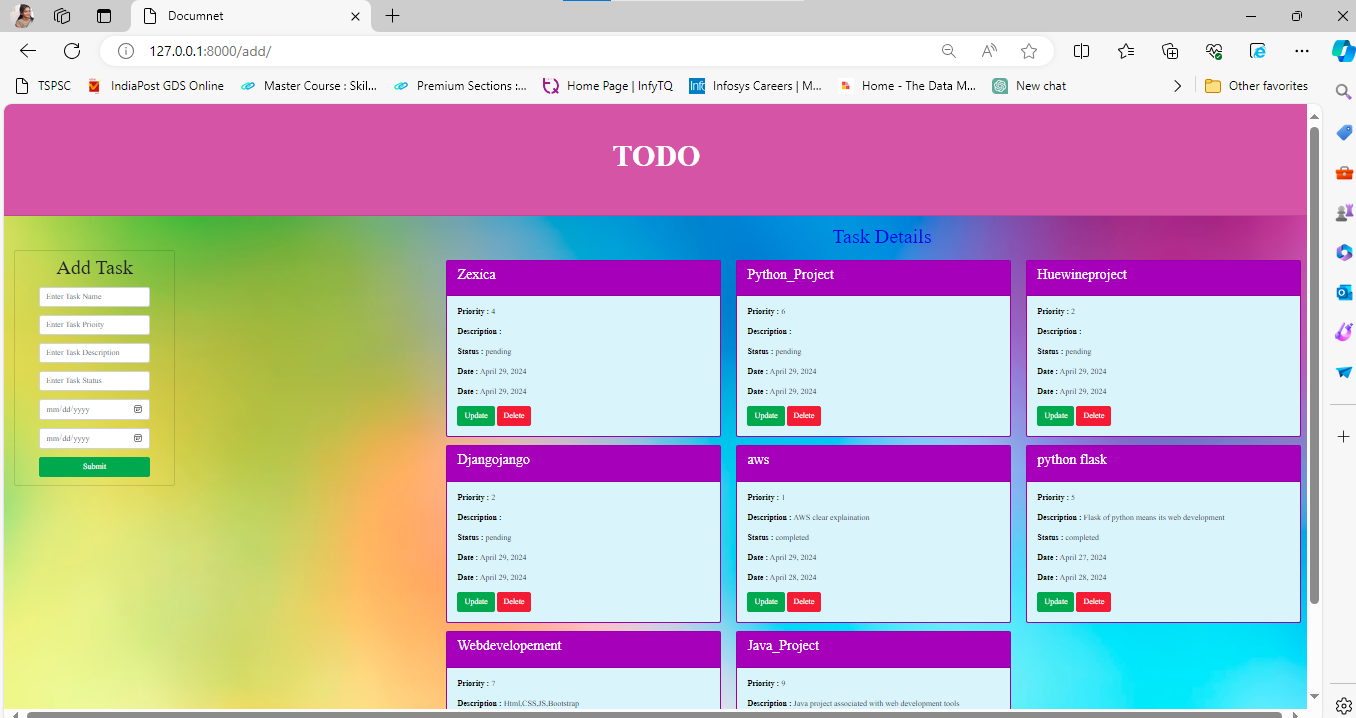 Documnet
127.0.0.1:8000/add/
TSPSC
IndiaPost GDS Online
Master Course : Skil...
Premium Sections :...
Home Page | InfyTQ
Infosys Careers | M...
Home - The Data M...
New chat
Other favorites
TODO
Add Task
Enter Task Name
Enter Task Prioity
Enter Task Description
Enter Task Status
mm/dd/yyyy
mm/dd/yyyy
Submit
Task Details
Zexica
Priority : 4
Description :
Status : pending
Date : April 29, 2024
Date : April 29, 2024
Update Delete
Python_Project
Priority : 6
Description :
Status : pending
Date : April 29, 2024
Date : April 29, 2024
Update Delete
Huewineproject
Priority : 2
Description :
Status : pending
Date : April 29, 2024
Date : April 29, 2024
Update Delete
Djangojango
Priority : 2
Description :
Status : pending
Date : April 29, 2024
Date : April 29, 2024
Update Delete
aws
Priority : 1
Description : AWS clear explaination
Status : completed
Date : April 29, 2024
Date : April 28, 2024
Update Delete
python flask
Priority : 5
Description : Flask of python means its web development
Status : completed
Date : April 27, 2024
Date : April 28, 2024
Update Delete
Webdevelopement
Priority : 7
Description : Html,CSS,JS,Bootstrap
Java_Project
Priority : 9
Description : Java project associated with web development tools